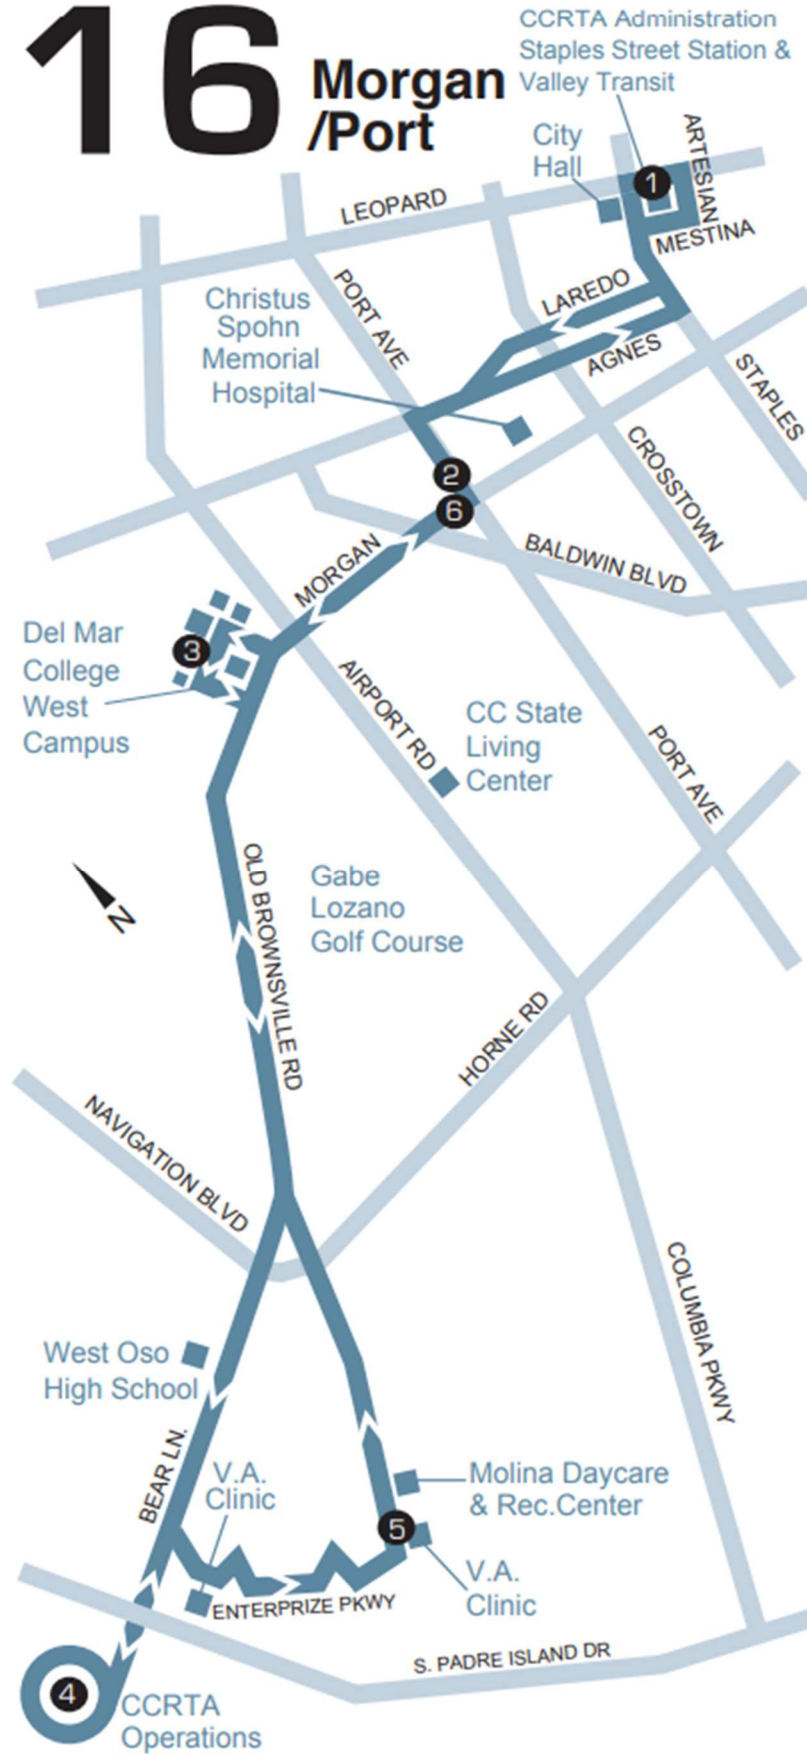 16
Morgan
/Port
CCRTA Administration
Staples Street Station &
Valley Transit
City
Hall
1
ARTESIAN
LEOPARD
MESTINA
PORT AVE
LAREDO
Christus
Spohn
Memorial
Hospital
AGNES
STAPLES
CROSSTOWN
2
6
MORGAN
BALDWIN BLVD
Del Mar
College
West
Campus
3
AIRPORT RD
CC State
Living
Center
PORT AVE
OLD BROWNSVILLE RD
Gabe
Lozano
Golf Course
N
HORNE RD
NAVIGATION BLVD
COLUMBIA PKWY
West Oso
High School
BEAR LN.
V.A.
Clinic
Molina Daycare
& Rec.Center
5
V.A.
Clinic
ENTERPRIZE PKWY
S. PADRE ISLAND DR
4
CCRTA
Operations